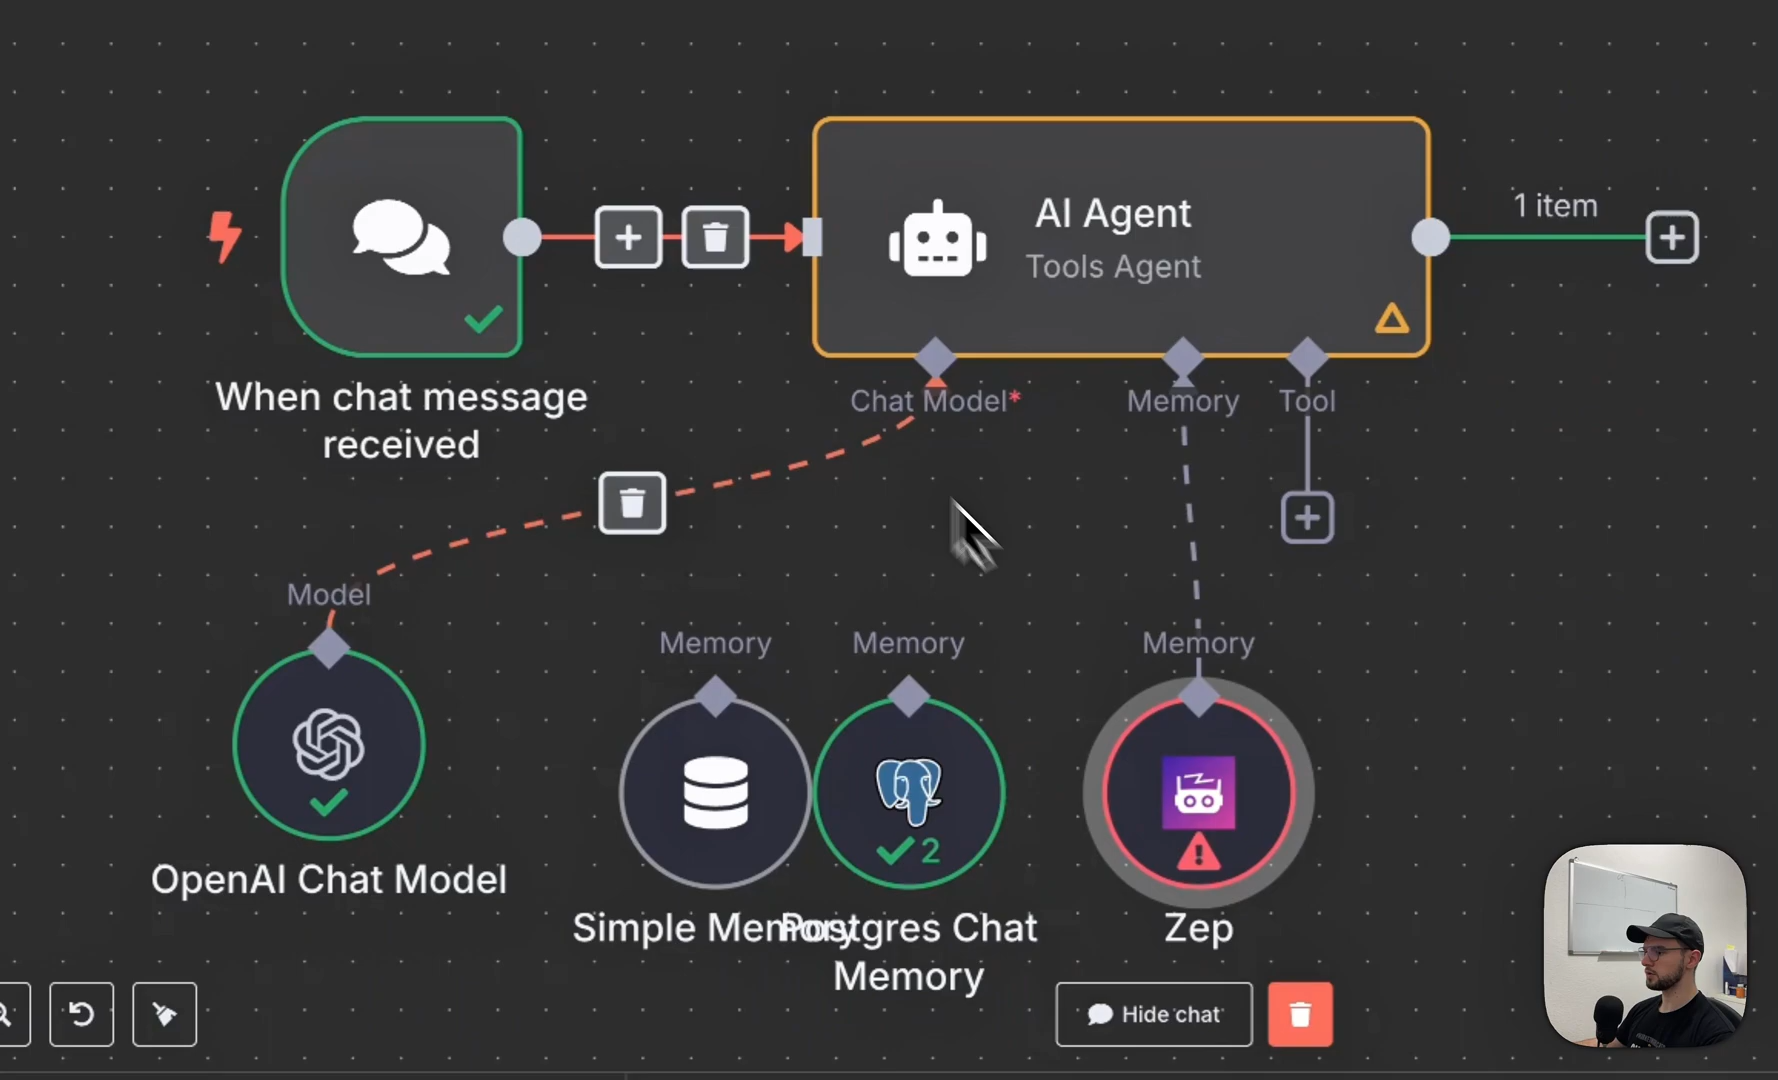 AI Agent
Tools Agent
1 item
When chat message
received
Chat Model*
Memory
Tool
Model
Memory
Memory
Memory
2
OpenAI Chat Model
Simple Memory
Postgres Chat
Memory
Zep
Hide chat